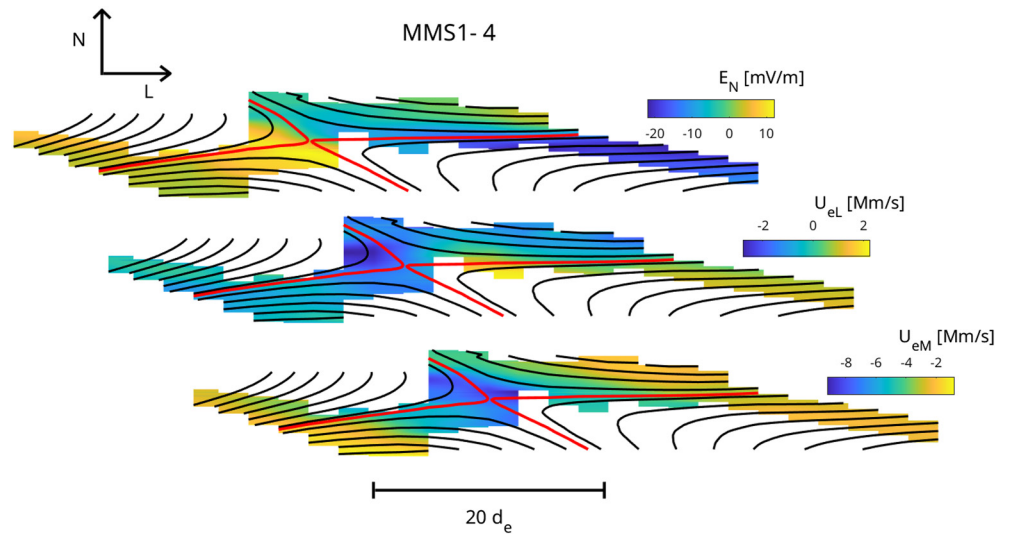 MMS1- 4
N
L
E_N [mV/m]
-20 -10 0 10
U_eL [Mm/s]
-2 0 2
U_eM [Mm/s]
-8 -6 -4 -2
20 d_e